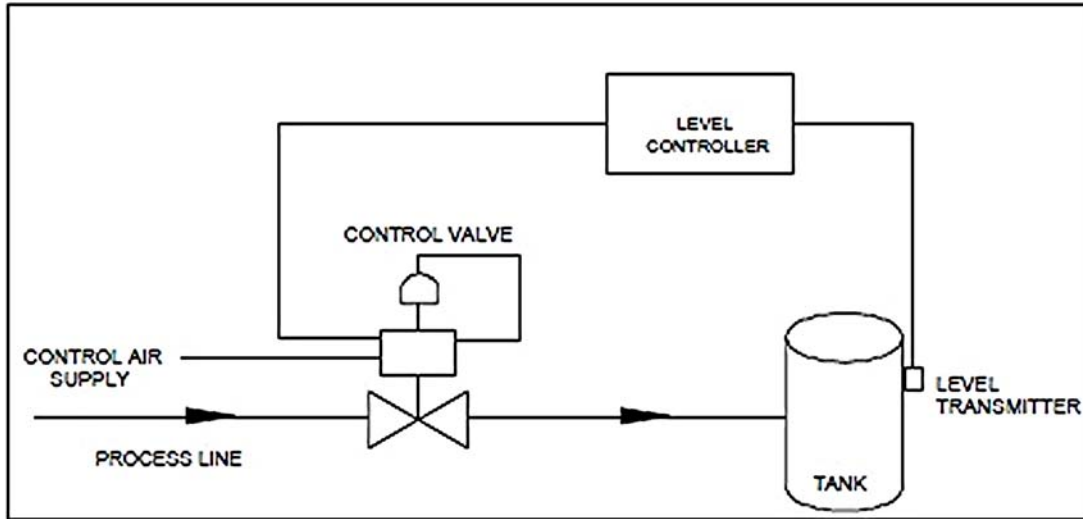 LEVEL
CONTROLLER
CONTROL VALVE
CONTROL AIR
SUPPLY
LEVEL
TRANSMITTER
PROCESS LINE
TANK